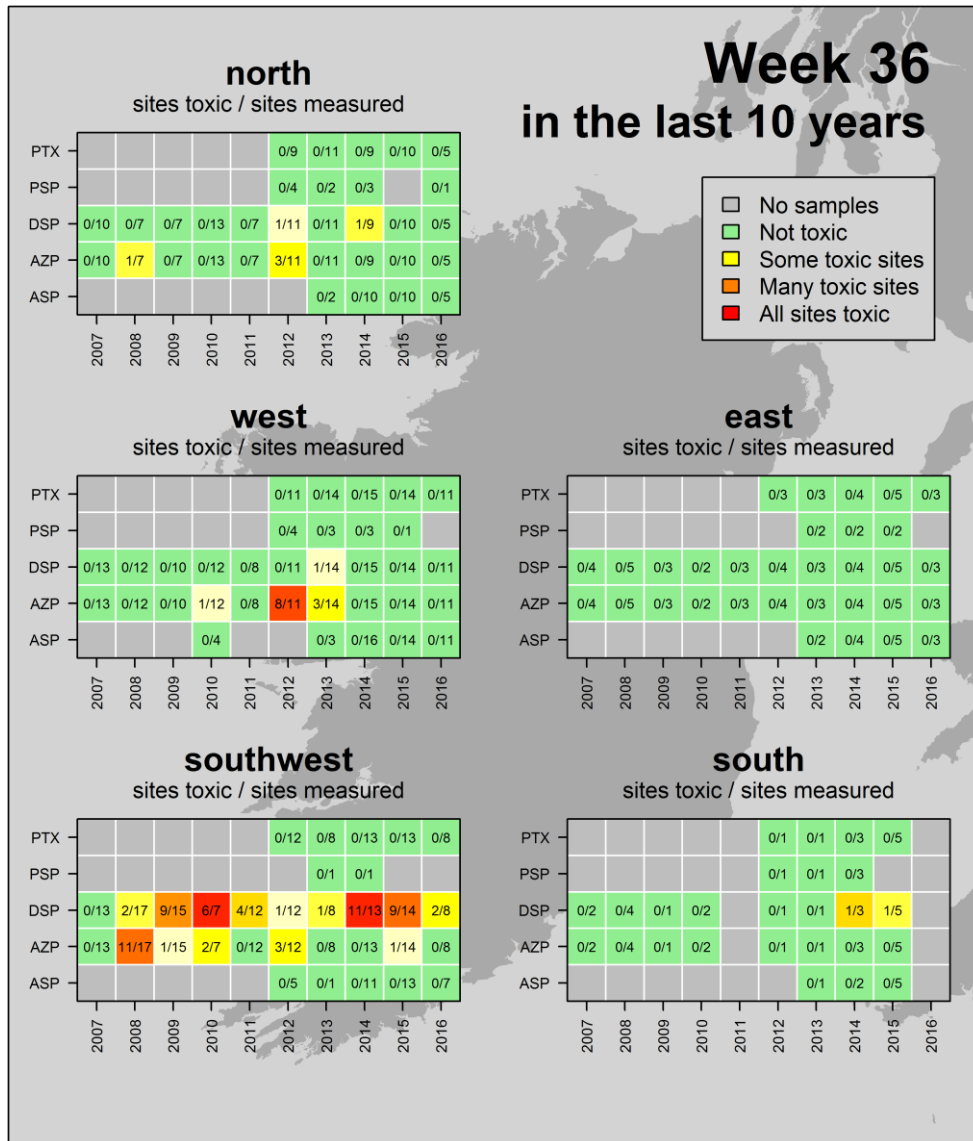 Week 36
in the last 10 years
No samples
Not toxic
Some toxic sites
Many toxic sites
All sites toxic
north
sites toxic / sites measured
PTX 0/9 0/11 0/9 0/10 0/5
PSP 0/4 0/2 0/3 0/1
DSP 0/10 0/7 0/7 0/13 0/7 1/11 0/11 1/9 0/10 0/5
AZP 0/10 1/7 0/7 0/13 0/7 3/11 0/11 0/9 0/10 0/5
ASP 0/2 0/10 0/10 0/5
2007 2008 2009 2010 2011 2012 2013 2014 2015 2016
west
sites toxic / sites measured
PTX 0/11 0/14 0/15 0/14 0/11
PSP 0/4 0/3 0/3 0/1
DSP 0/13 0/12 0/10 0/12 0/8 0/11 1/14 0/15 0/14 0/11
AZP 0/13 0/12 0/10 1/12 0/8 8/11 3/14 0/15 0/14 0/11
ASP 0/4 0/3 0/16 0/14 0/11
2007 2008 2009 2010 2011 2012 2013 2014 2015 2016
east
sites toxic / sites measured
PTX 0/3 0/3 0/4 0/5 0/3
PSP 0/2 0/2 0/2
DSP 0/4 0/5 0/3 0/2 0/3 0/4 0/3 0/4 0/5 0/3
AZP 0/4 0/5 0/3 0/2 0/3 0/4 0/3 0/4 0/5 0/3
ASP 0/2 0/4 0/5 0/3
2007 2008 2009 2010 2011 2012 2013 2014 2015 2016
southwest
sites toxic / sites measured
PTX 0/12 0/8 0/13 0/13 0/8
PSP 0/1 0/1
DSP 0/13 2/17 9/15 6/7 4/12 1/12 1/8 11/13 9/14 2/8
AZP 0/13 11/17 1/15 2/7 0/12 3/12 0/8 0/13 1/14 0/8
ASP 0/5 0/1 0/11 0/13 0/7
2007 2008 2009 2010 2011 2012 2013 2014 2015 2016
south
sites toxic / sites measured
PTX 0/1 0/1 0/3 0/5
PSP 0/1 0/1 0/3
DSP 0/2 0/4 0/1 0/2 0/1 0/1 1/3 1/5
AZP 0/2 0/4 0/1 0/2 0/1 0/1 0/3 0/5
ASP 0/1 0/2 0/5
2007 2008 2009 2010 2011 2012 2013 2014 2015 2016